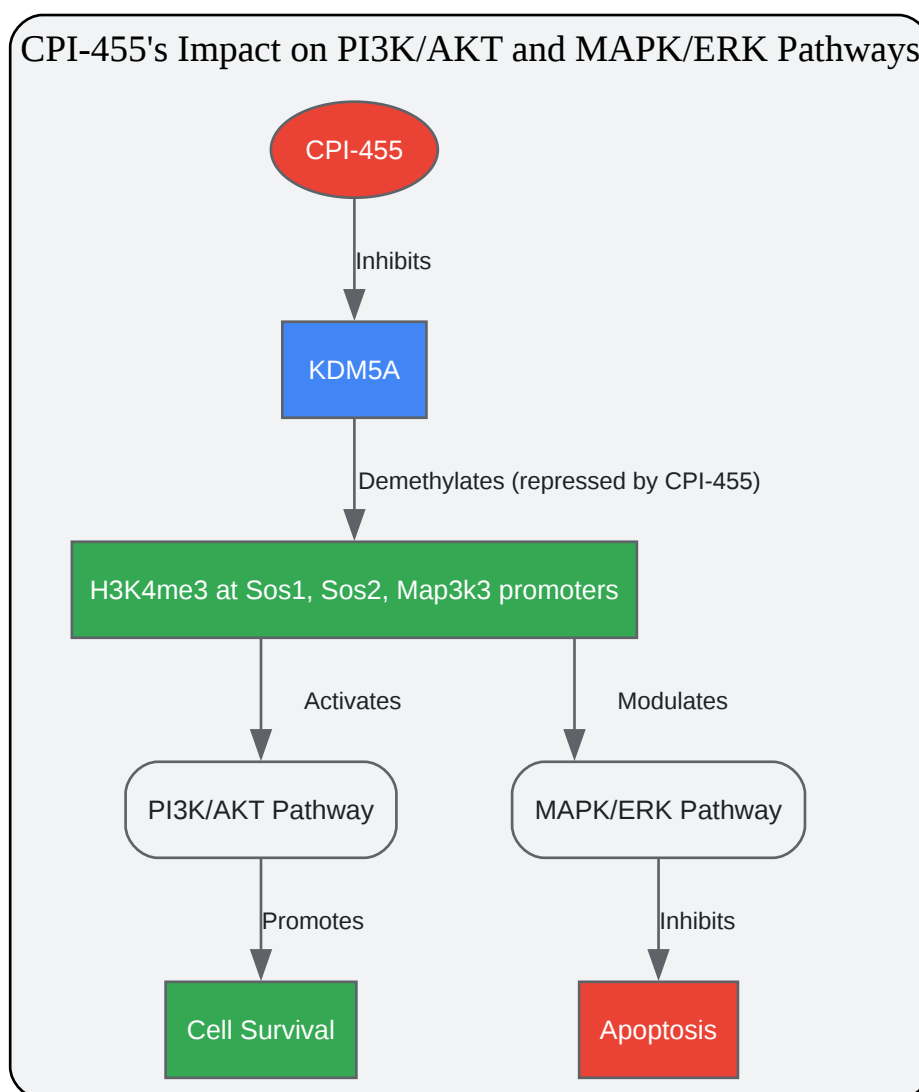 CPI-455's Impact on PI3K/AKT and MAPK/ERK Pathways
CPI-455
Inhibits
KDM5A
Demethylates (repressed by CPI-455)
H3K4me3 at Sos1, Sos2, Map3k3 promoters
Activates
Modulates
PI3K/AKT Pathway
MAPK/ERK Pathway
Promotes
Inhibits
Cell Survival
Apoptosis